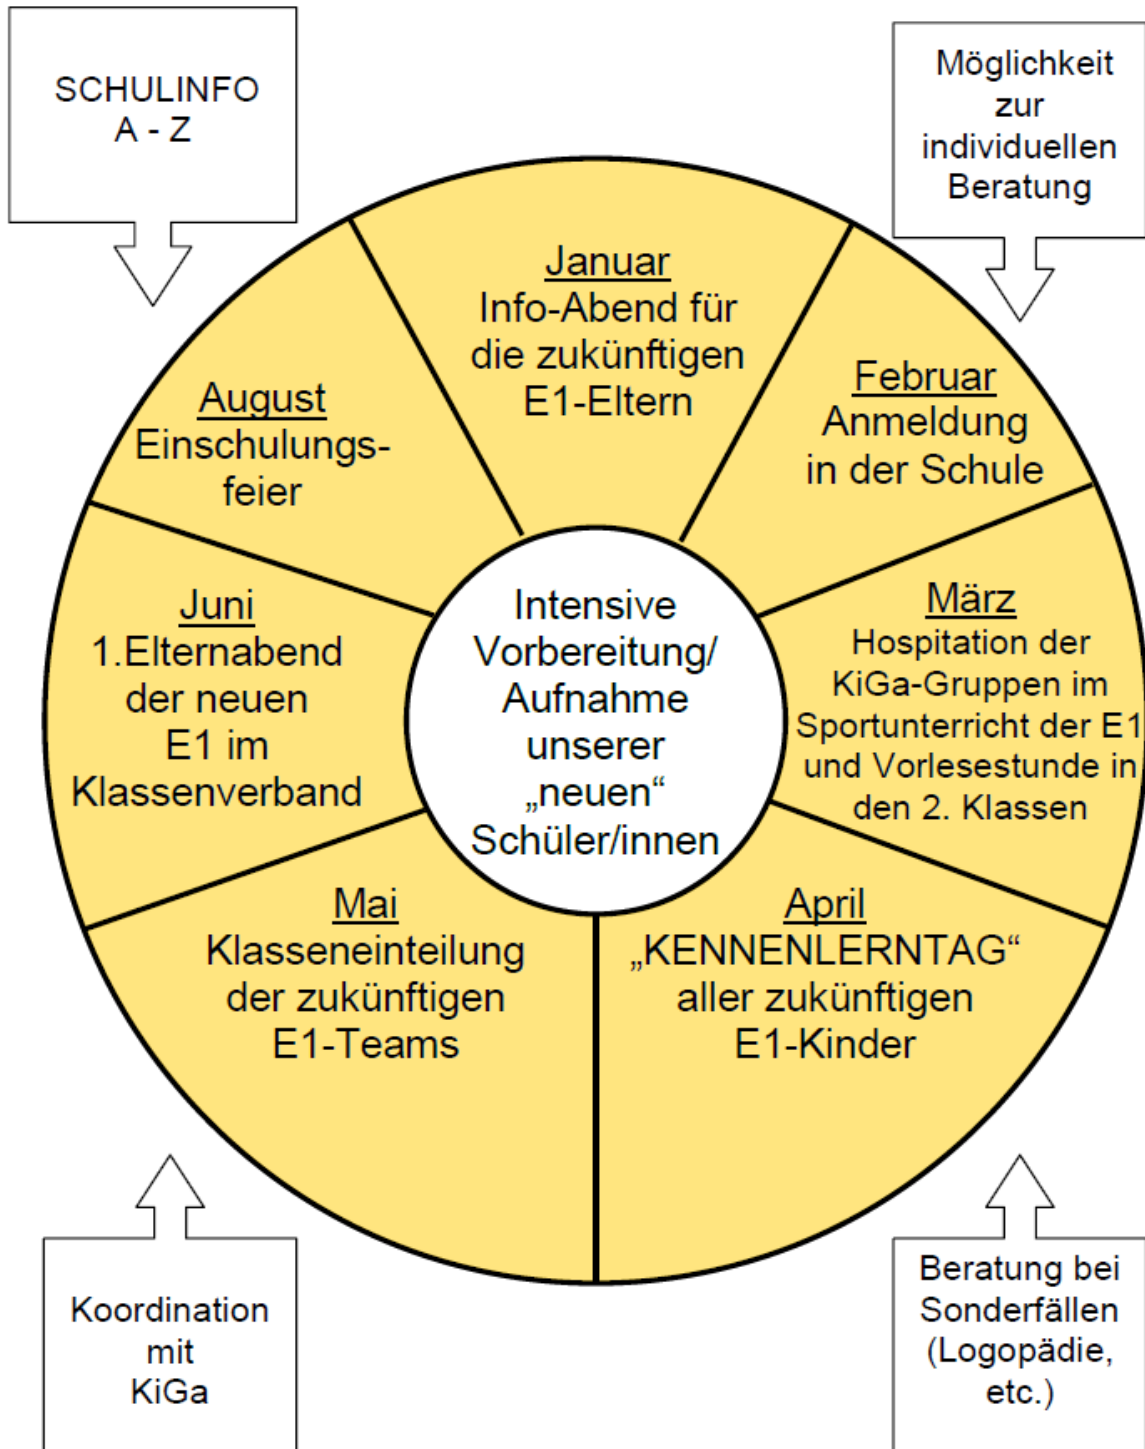 SCHULINFO
A - Z
Möglichkeit
zur
individuellen
Beratung
Januar
Info-Abend für
die zukünftigen
E1-Eltern
Februar
Anmeldung
in der Schule
März
Hospitation der
KiGa-Gruppen im
Sportunterricht der E1
und Vorlesestunde in
den 2. Klassen
April
„KENNENLERNTAG“
aller zukünftigen
E1-Kinder
Mai
Klasseneinteilung
der zukünftigen
E1-Teams
Juni
1.Elternabend
der neuen
E1 im
Klassenverband
August
Einschulungs-
feier
Intensive
Vorbereitung/
Aufnahme
unserer
„neuen“
Schüler/innen
Koordination
mit
KiGa
Beratung bei
Sonderfällen
(Logopädie,
etc.)